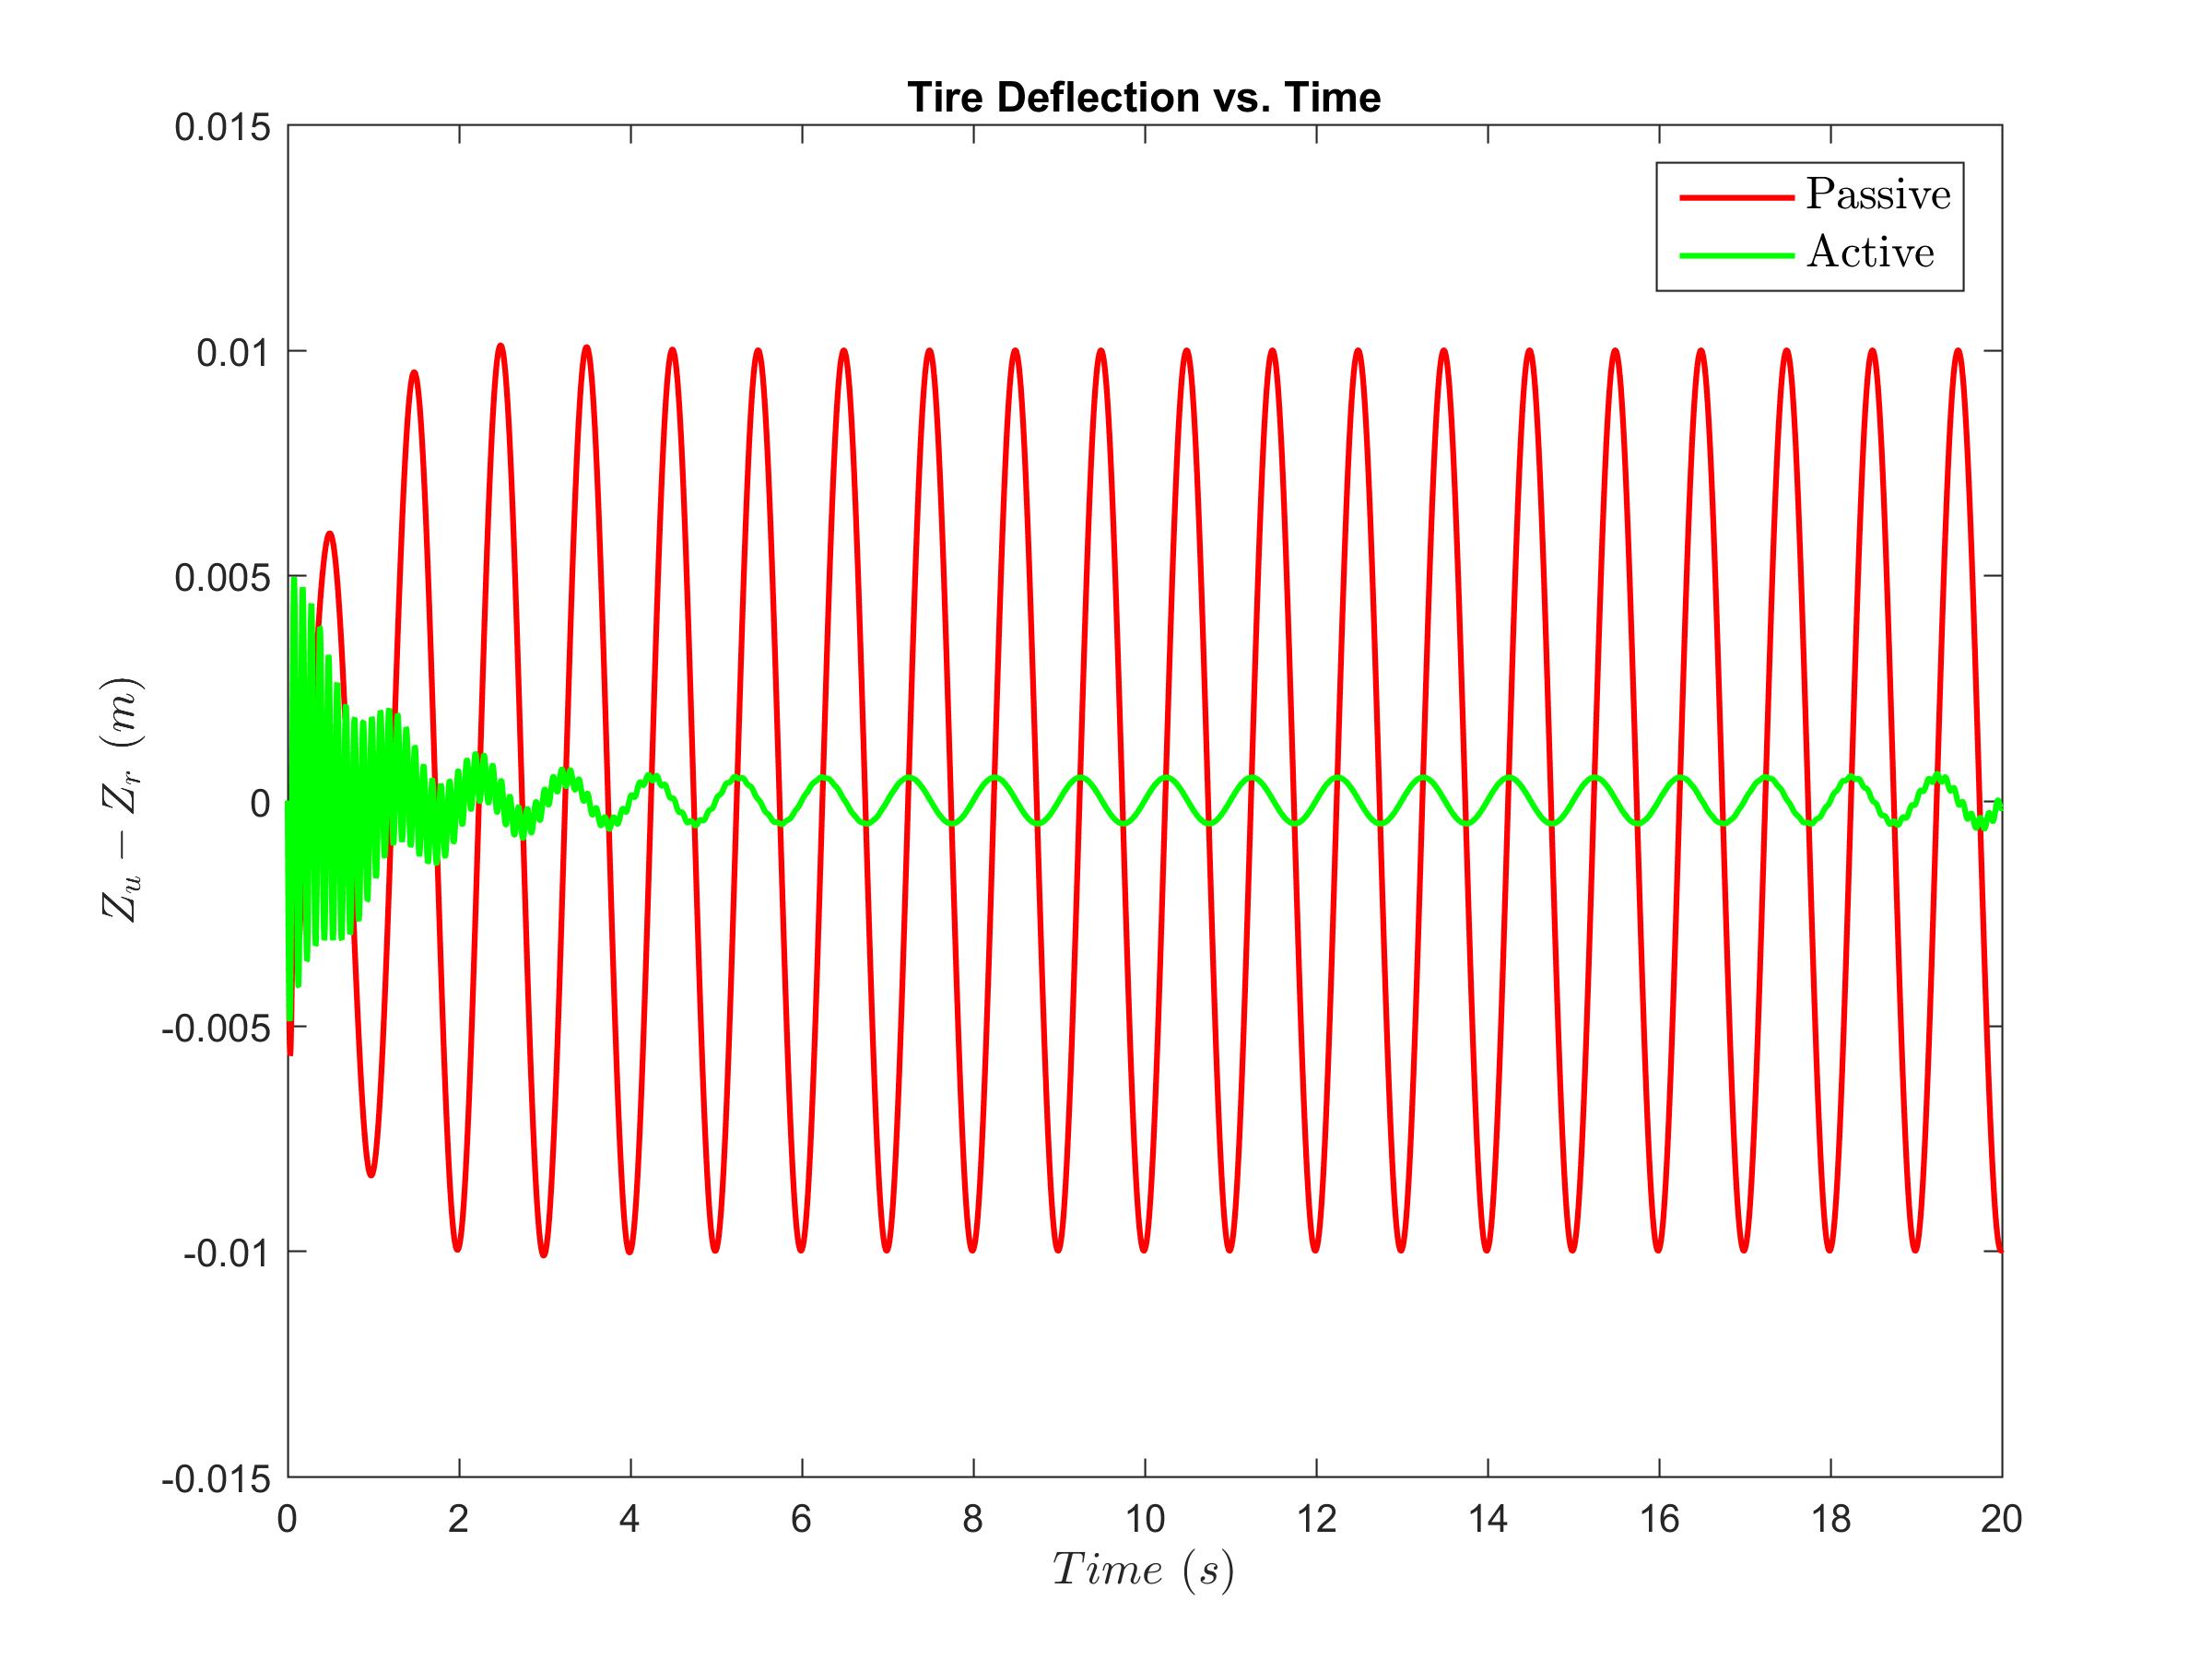 Tire Deflection vs. Time
0.015
0.01
0.005
0
-0.005
-0.01
-0.015
Z_u − Z_r (m)
Passive
Active
0 2 4 6 8 10 12 14 16 18 20
Time (s)